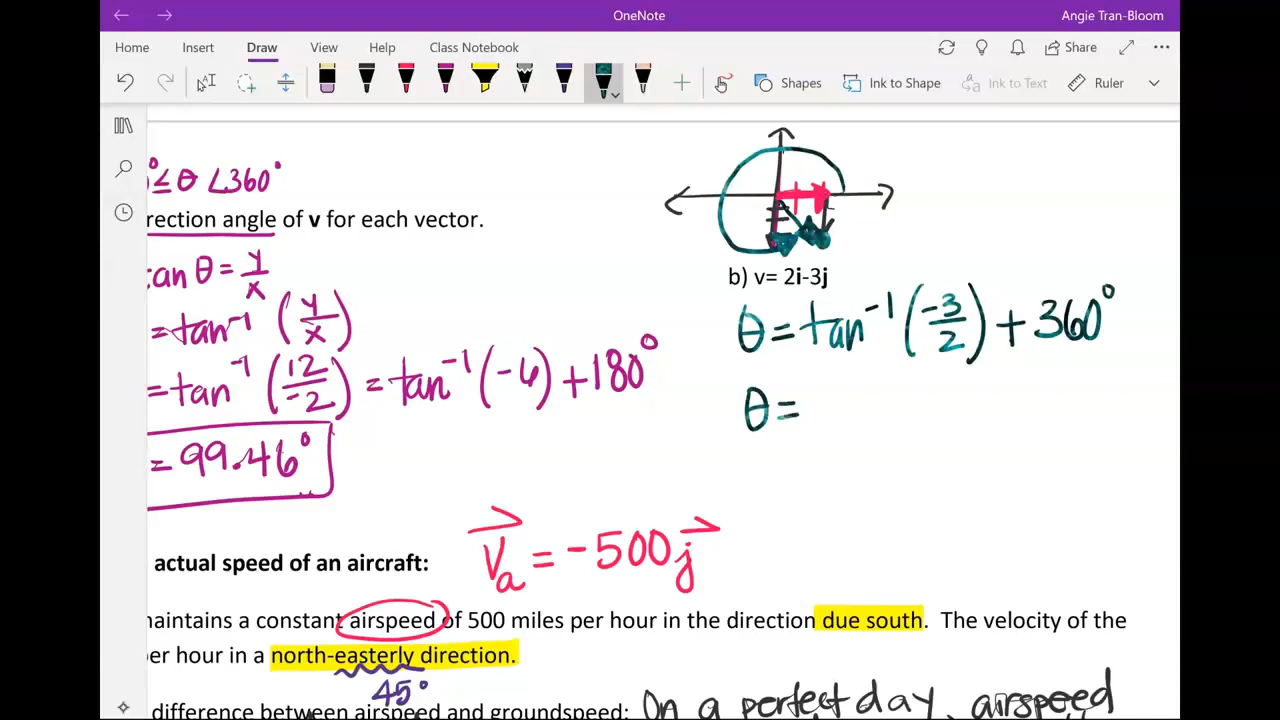 OneNote
Angie Tran-Bloom
Home Insert Draw View Help Class Notebook Share
Shapes Ink to Shape Ink to Text Ruler
° ≤ θ < 360°
rection angle of v for each vector.
tan θ = y/x
= tan⁻¹ (y/x)
= tan⁻¹ (12/-2) = tan⁻¹ (-6) + 180°
= 99.46°
b) v= 2i-3j
θ = tan⁻¹ (-3/2) + 360°
θ =
Va = -500 j
actual speed of an aircraft:
naintains a constant airspeed of 500 miles per hour in the direction due south. The velocity of the
per hour in a north-easterly direction.
45°
difference between airspeed and groundspeed: On a perfect day, airspeed